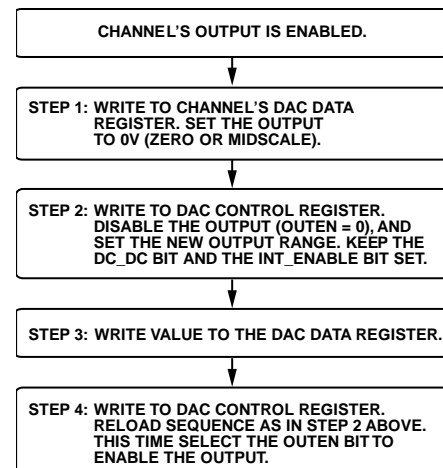 CHANNEL'S OUTPUT IS ENABLED.
STEP 1: WRITE TO CHANNEL'S DAC DATA
REGISTER. SET THE OUTPUT
TO 0V (ZERO OR MIDSCALE).
STEP 2: WRITE TO DAC CONTROL REGISTER.
DISABLE THE OUTPUT (OUTEN = 0), AND
SET THE NEW OUTPUT RANGE. KEEP THE
DC_DC BIT AND THE INT_ENABLE BIT SET.
STEP 3: WRITE VALUE TO THE DAC DATA REGISTER.
STEP 4: WRITE TO DAC CONTROL REGISTER.
RELOAD SEQUENCE AS IN STEP 2 ABOVE.
THIS TIME SELECT THE OUTEN BIT TO
ENABLE THE OUTPUT.